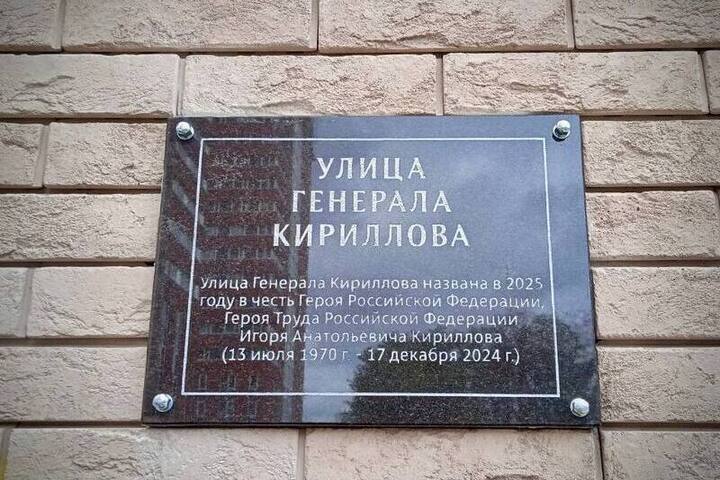 УЛИЦА
ГЕНЕРАЛА
КИРИЛЛОВА
Улица Генерала Кириллова названа в 2025
году в честь Героя Российской Федерации,
Героя Труда Российской Федерации
Игоря Анатольевича Кириллова
(13 июля 1970 г. - 17 декабря 2024 г.)